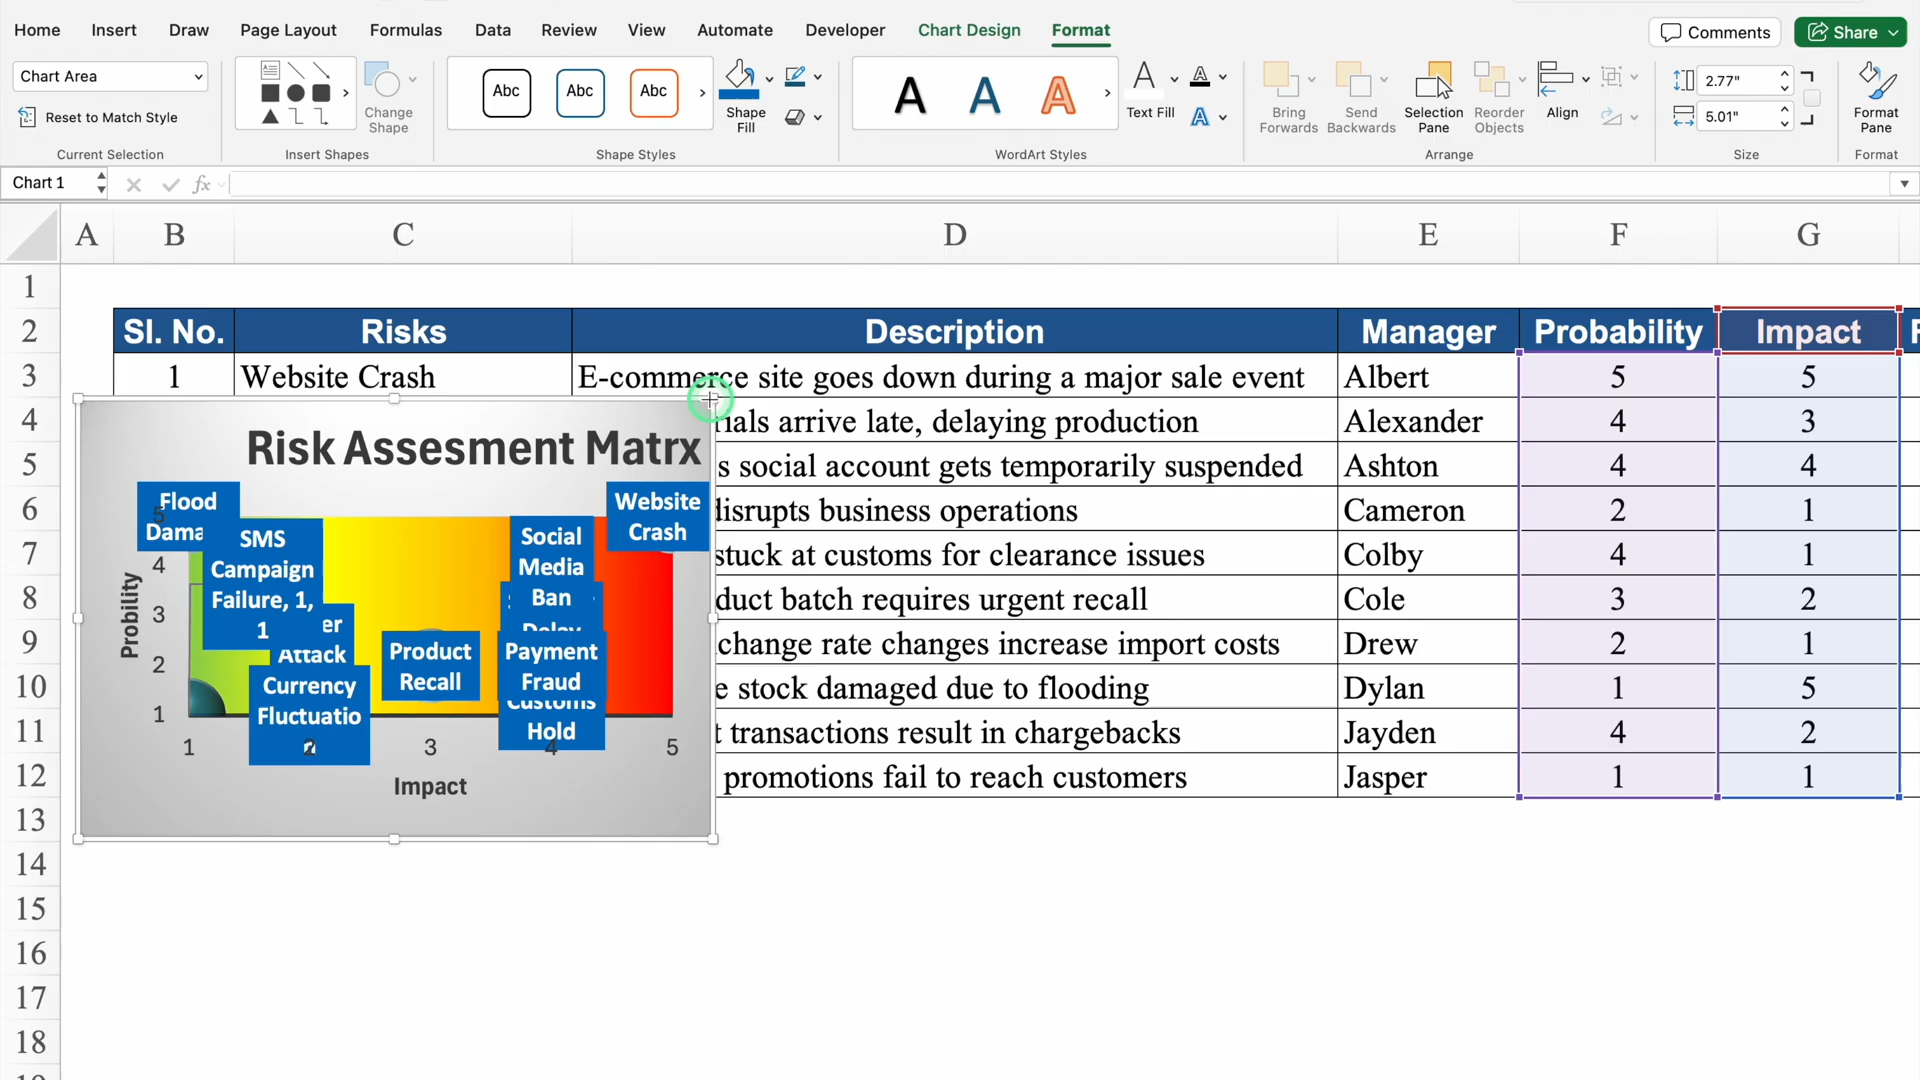 Home Insert Draw Page Layout Formulas Data Review View Automate Developer Chart Design Format Comments Share
Chart Area
Reset to Match Style
Current Selection
Change Shape
Insert Shapes
Abc Abc Abc
Shape Fill
Shape Styles
A A A
Text Fill
WordArt Styles
Bring Forwards
Send Backwards
Selection Pane
Reorder Objects
Align
Arrange
2.77"
5.01"
Size
Format Pane
Format
Chart 1 fx
A B C D E F G
1
2 Sl. No. Risks Description Manager Probability Impact
3 1 Website Crash E-commerce site goes down during a major sale event Albert 5 5
4 rials arrive late, delaying production Alexander 4 3
5 s social account gets temporarily suspended Ashton 4 4
6 disrupts business operations Cameron 2 1
7 stuck at customs for clearance issues Colby 4 1
8 duct batch requires urgent recall Cole 3 2
9 change rate changes increase import costs Drew 2 1
10 e stock damaged due to flooding Dylan 1 5
11 t transactions result in chargebacks Jayden 4 2
12 promotions fail to reach customers Jasper 1 1
13
14
15
16
17
18
Risk Assesment Matrx
Flood
Dama
SMS
Campaign
Failure, 1,
1
er
Attack
Currency
Fluctuatio
Product
Recall
Social
Media
Ban
Delay
Payment
Fraud
Customs
Hold
Website
Crash
Probability
5
4
3
2
1
1 2 3 4 5
Impact